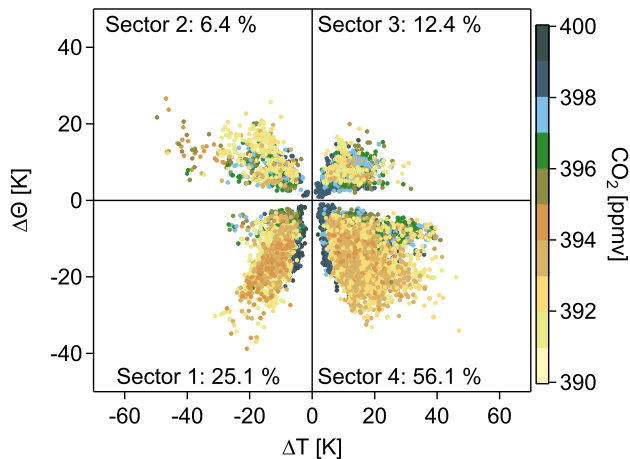 Sector 2: 6.4 %
Sector 3: 12.4 %
40
20
0
-20
-40
ΔΘ [K]
Sector 1: 25.1 %
Sector 4: 56.1 %
-60
-40
-20
0
20
40
60
ΔT [K]
400
398
396
394
392
390
CO₂ [ppmv]